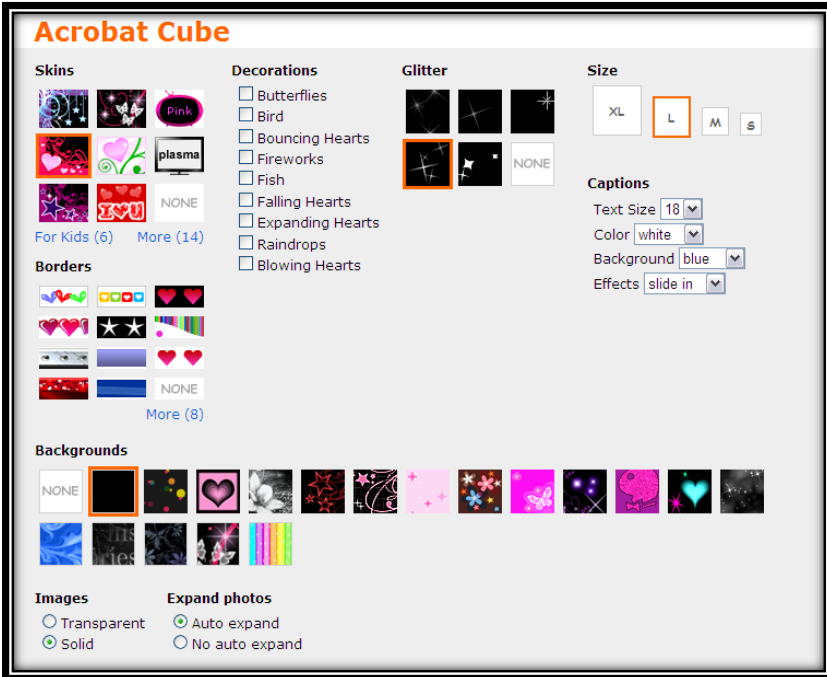 Acrobat Cube
Skins
Pink
plasma
I U
NONE
For Kids (6) More (14)
Borders
NONE
More (8)
Decorations
Butterflies
Bird
Bouncing Hearts
Fireworks
Fish
Falling Hearts
Expanding Hearts
Raindrops
Blowing Hearts
Glitter
NONE
Size
XL L M S
Captions
Text Size 18
Color white
Background blue
Effects slide in
Backgrounds
NONE
Images
Transparent
Solid
Expand photos
Auto expand
No auto expand